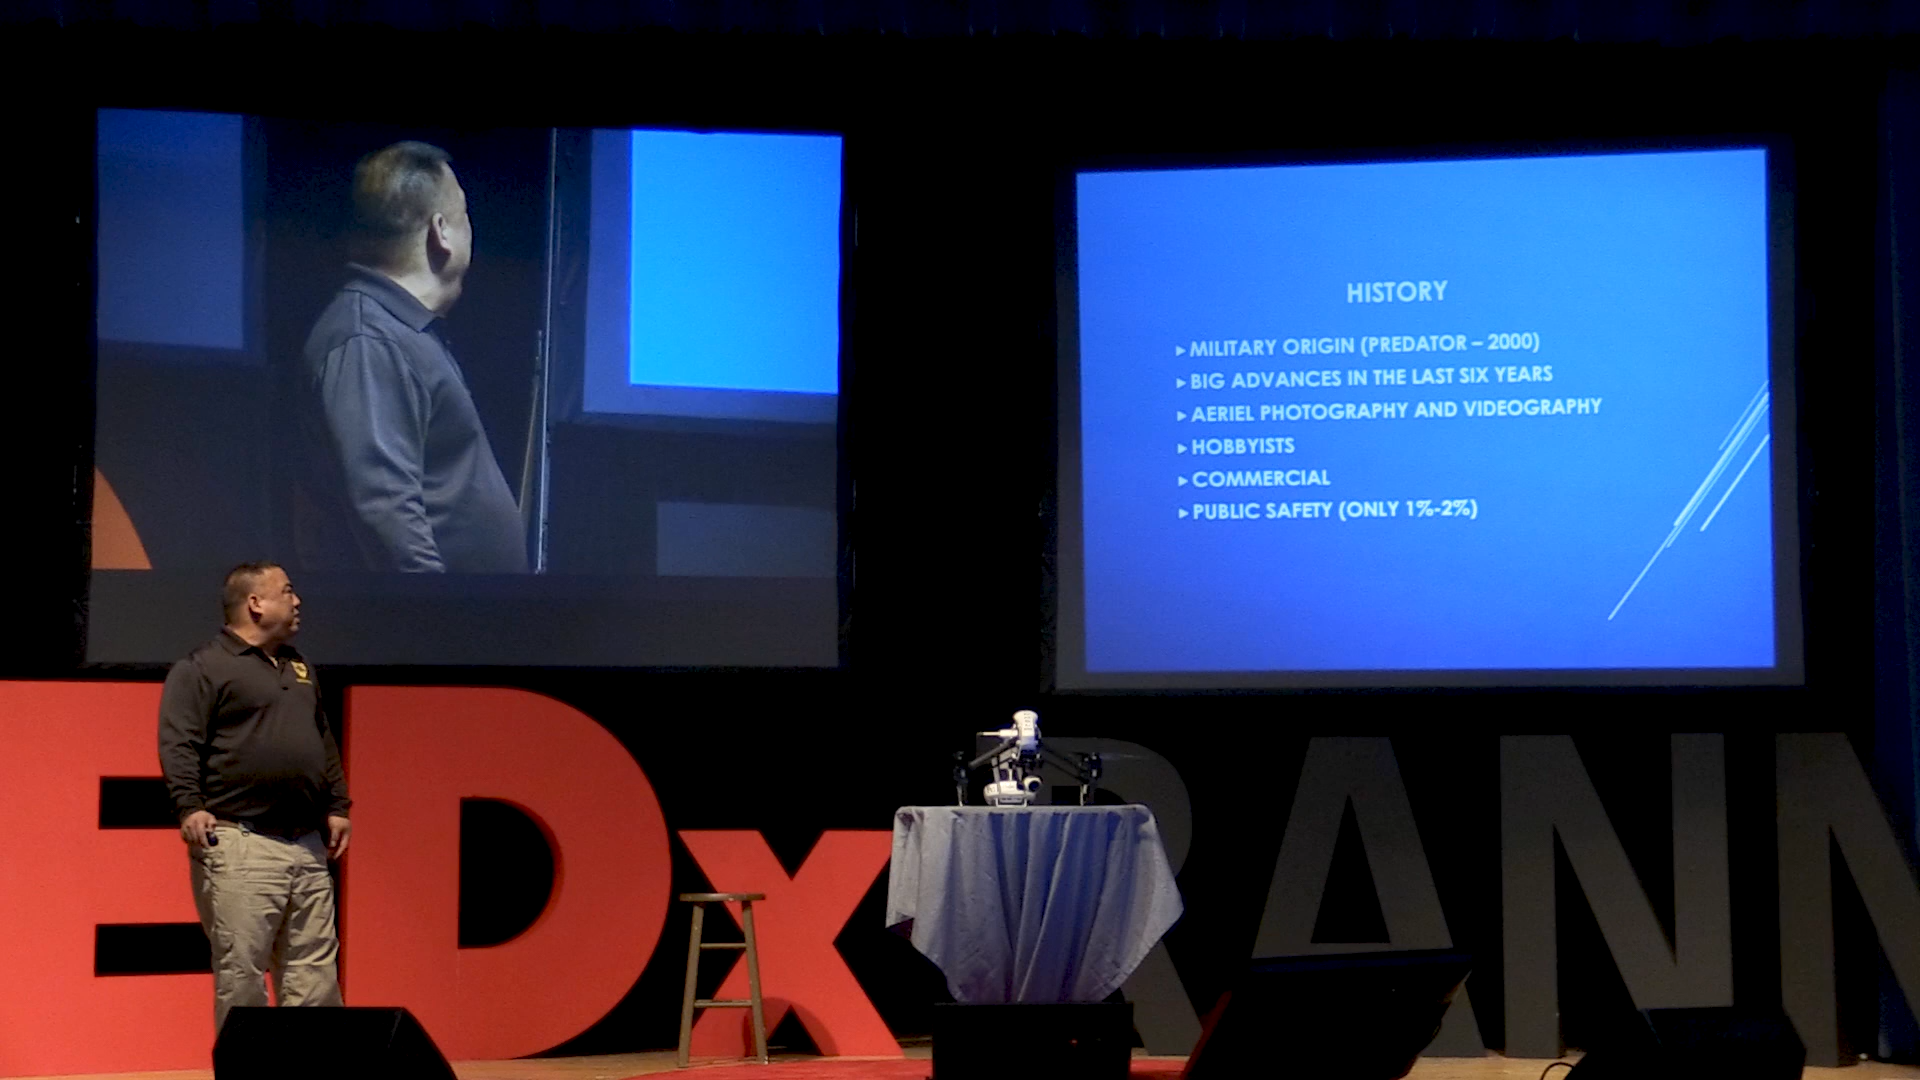 HISTORY
▸ MILITARY ORIGIN (PREDATOR – 2000)
▸ BIG ADVANCES IN THE LAST SIX YEARS
▸ AERIEL PHOTOGRAPHY AND VIDEOGRAPHY
▸ HOBBYISTS
▸ COMMERCIAL
▸ PUBLIC SAFETY (ONLY 1%-2%)
EDx RANN